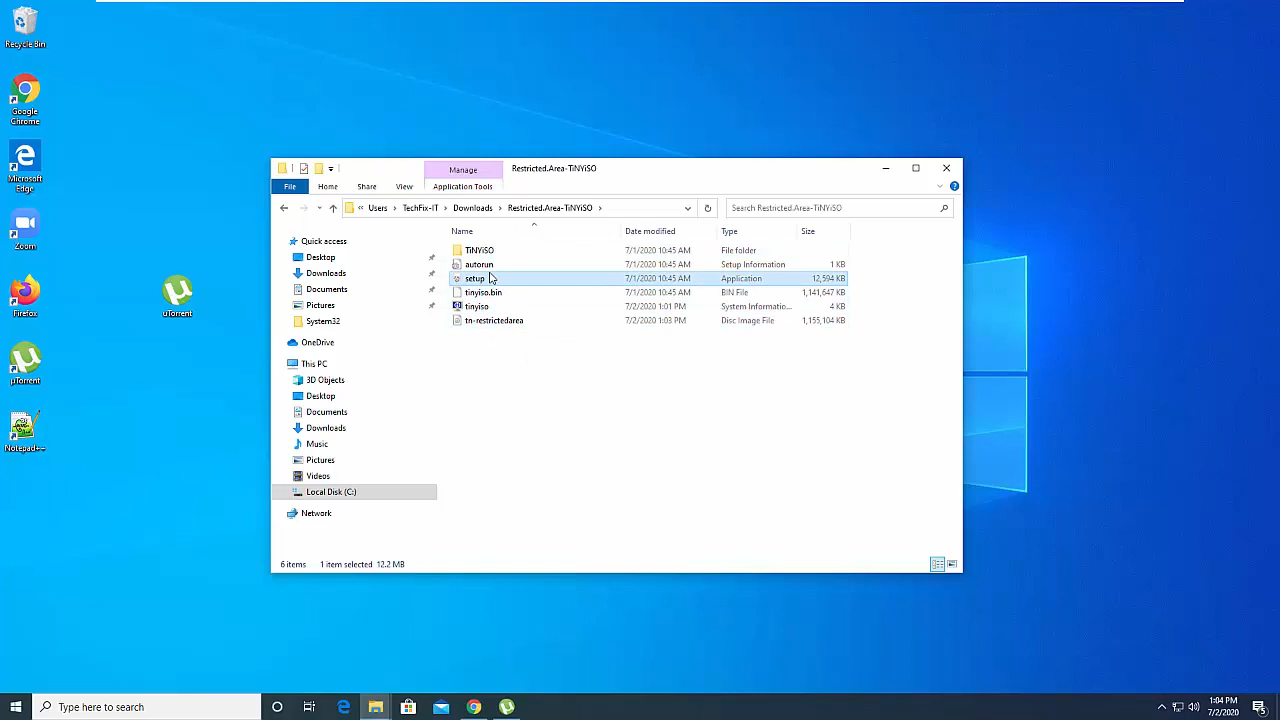 Recycle Bin
Google
Chrome
Microsoft
Edge
Zoom
Firefox
µTorrent
Notepad++
uTorrent
Manage
Restricted.Area-TiNYiSO
File
Home
Share
View
Application Tools
« Users › TechFix-IT › Downloads › Restricted.Area-TiNYiSO ›
Search Restricted.Area-TiNYiSO
Name
Date modified
Type
Size
Quick access
Desktop
Downloads
Documents
Pictures
System32
OneDrive
This PC
3D Objects
Desktop
Documents
Downloads
Music
Pictures
Videos
Local Disk (C:)
Network
TiNYiSO 7/1/2020 10:45 AM File folder
autorun 7/1/2020 10:45 AM Setup Information 1 KB
setup 7/1/2020 10:45 AM Application 12,594 KB
tinyiso.bin 7/1/2020 10:45 AM BIN File 1,141,647 KB
tinyiso 7/2/2020 1:01 PM System Informatio... 4 KB
tn-restrictedarea 7/2/2020 1:03 PM Disc Image File 1,155,104 KB
6 items 1 item selected 12.2 MB
Type here to search
1:04 PM
7/2/2020